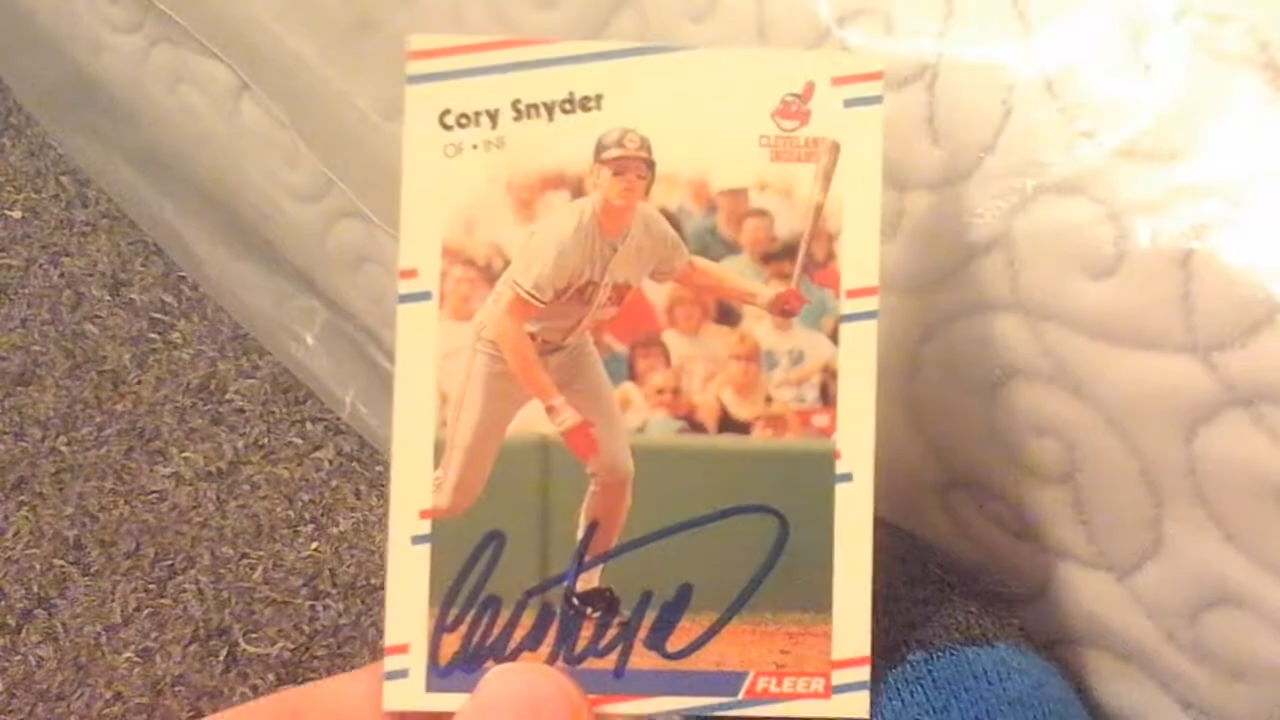 Cory Snyder
OF • INF
CLEVELAND
INDIANS
FLEER